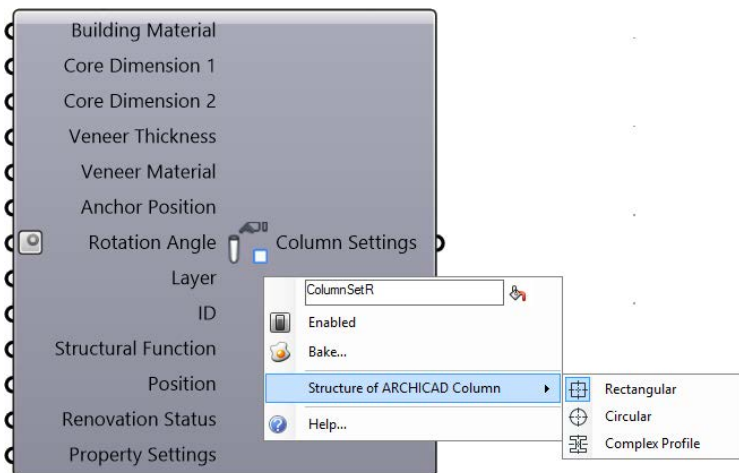 Building Material
Core Dimension 1
Core Dimension 2
Veneer Thickness
Veneer Material
Anchor Position
Rotation Angle
Column Settings
Layer
ID
Structural Function
Position
Renovation Status
Property Settings
ColumnSetR
Enabled
Bake...
Structure of ARCHICAD Column
Help...
Rectangular
Circular
Complex Profile